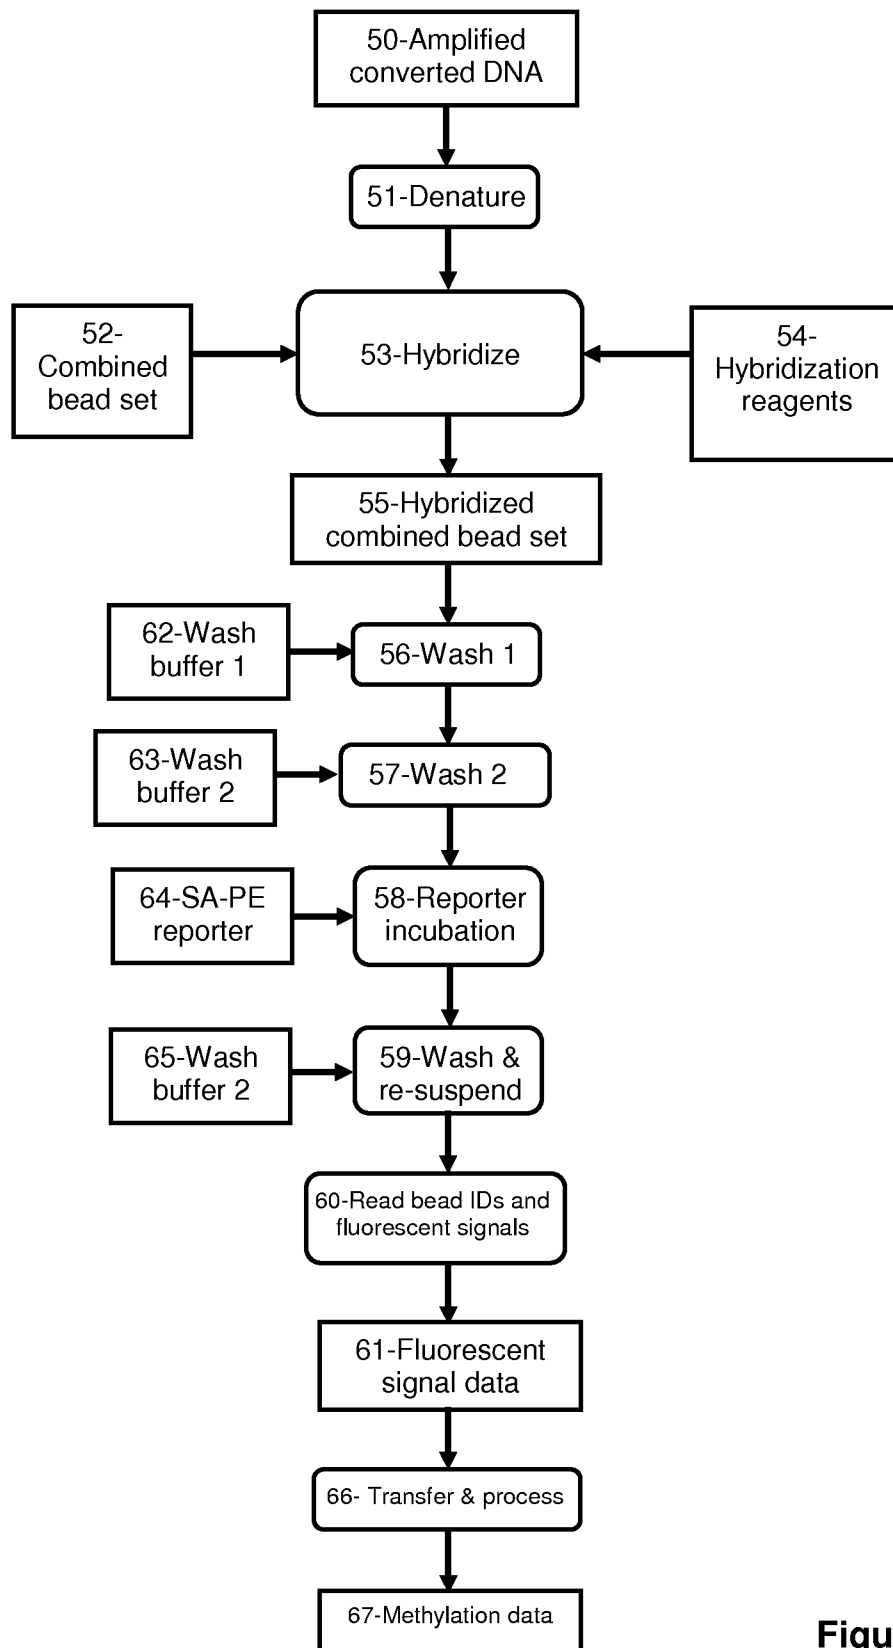 50-Amplified
converted DNA
51-Denature
52-
Combined
bead set
53-Hybridize
54-
Hybridization
reagents
55-Hybridized
combined bead set
62-Wash
buffer 1
56-Wash 1
63-Wash
buffer 2
57-Wash 2
64-SA-PE
reporter
58-Reporter
incubation
65-Wash
buffer 2
59-Wash &
re-suspend
60-Read bead IDs and
fluorescent signals
61-Fluorescent
signal data
66- Transfer & process
67-Methylation data
Figu